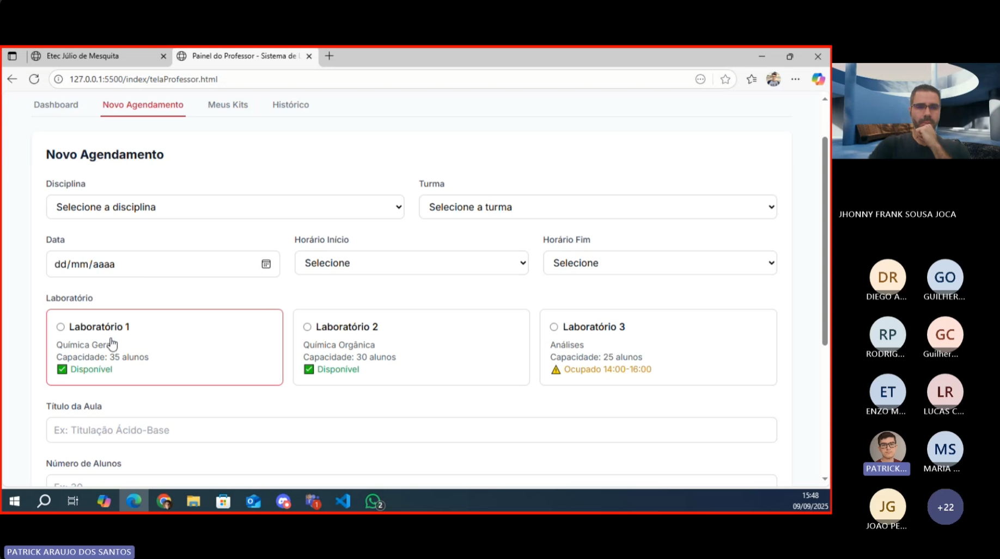 Etec Júlio de Mesquita
Painel do Professor - Sistema de
127.0.0.1:5500/index/telaProfessor.html
Dashboard
Novo Agendamento
Meus Kits
Histórico
Novo Agendamento
Disciplina
Turma
Selecione a disciplina
Selecione a turma
Data
Horário Início
Horário Fim
dd/mm/aaaa
Selecione
Selecione
Laboratório
Laboratório 1
Química Gera
Capacidade: 35 alunos
Disponível
Laboratório 2
Química Orgânica
Capacidade: 30 alunos
Disponível
Laboratório 3
Análises
Capacidade: 25 alunos
Ocupado 14:00-16:00
Título da Aula
Ex: Titulação Ácido-Base
Número de Alunos
Ex: 30
1
2
15:48
09/09/2025
JHONNY FRANK SOUSA JOCA
DR
DIEGO A...
GO
GUILHER...
RP
RODRIG...
GC
Guilher...
ET
ENZO M...
LR
LUCAS C...
PATRICK...
MS
MARIA ...
JG
JOAO PE...
+22
PATRICK ARAUJO DOS SANTOS